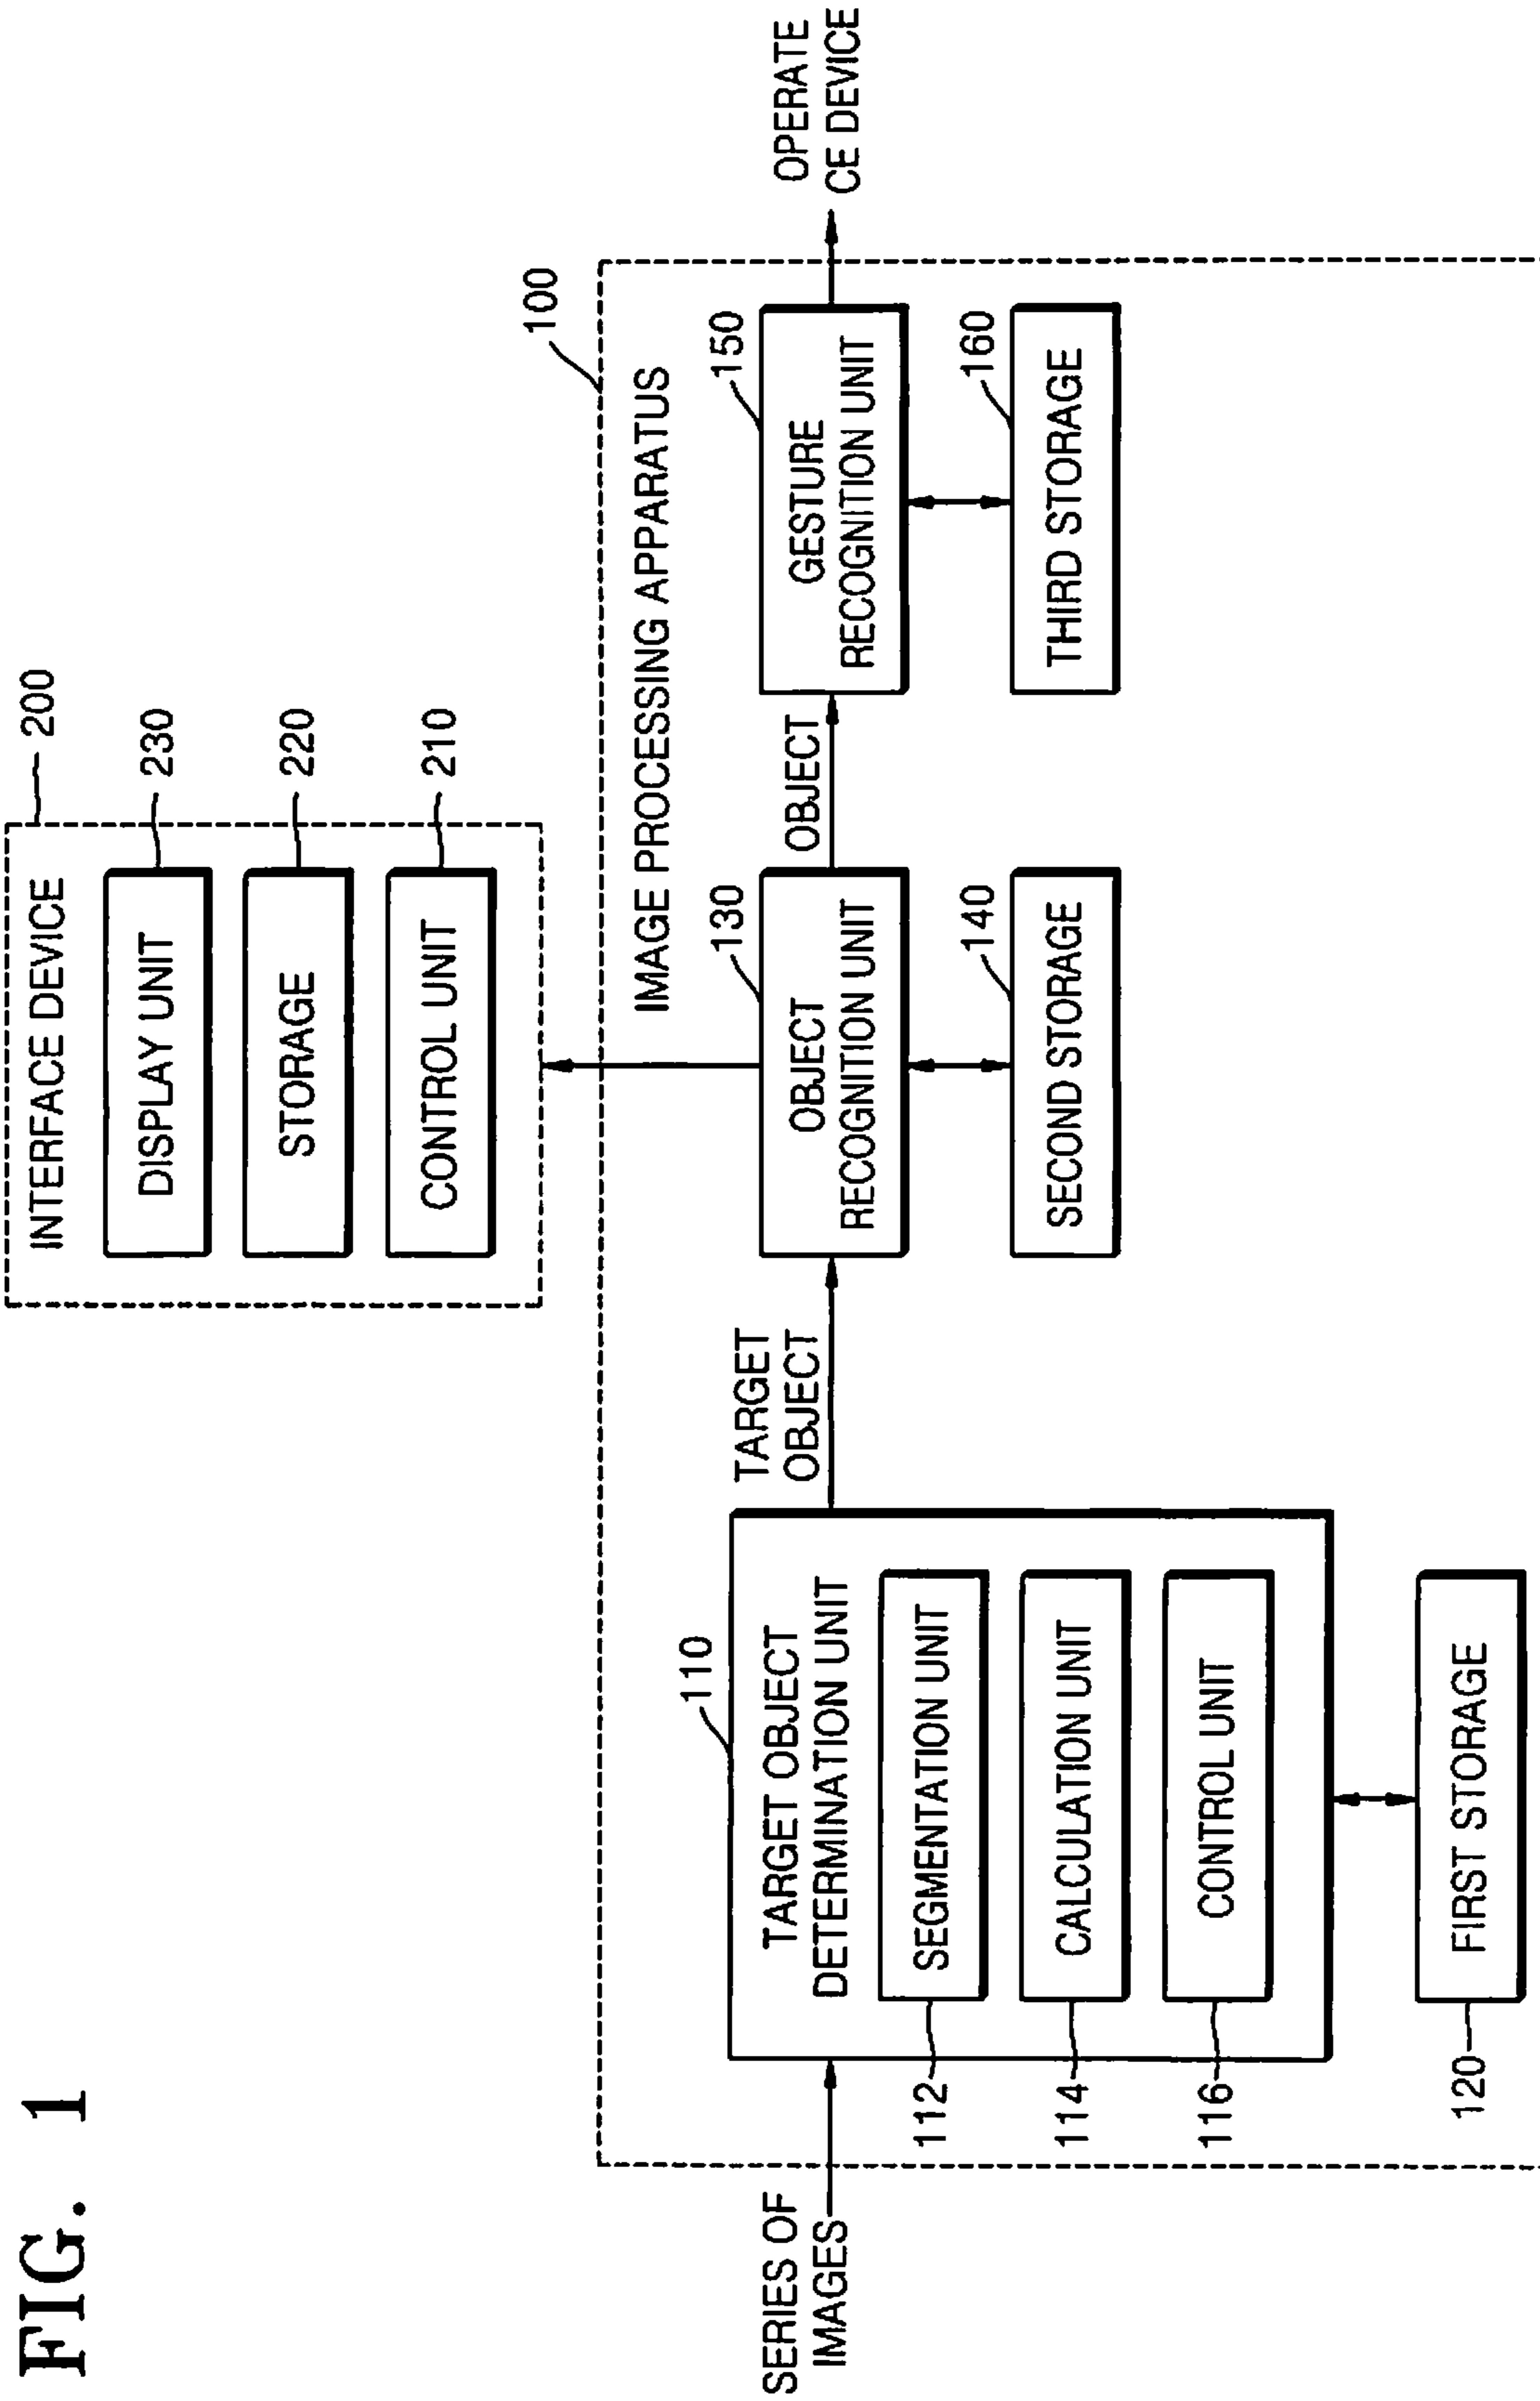 FIG. 1
INTERFACE DEVICE
200
DISPLAY UNIT
230
STORAGE
220
CONTROL UNIT
210
100
IMAGE PROCESSING APPARATUS
SERIES OF
IMAGES
110
TARGET OBJECT
DETERMINATION UNIT
112
SEGMENTATION UNIT
114
CALCULATION UNIT
116
CONTROL UNIT
120
FIRST STORAGE
TARGET
OBJECT
130
OBJECT
RECOGNITION UNIT
140
SECOND STORAGE
OBJECT
150
GESTURE
RECOGNITION UNIT
160
THIRD STORAGE
OPERATE
CE DEVICE